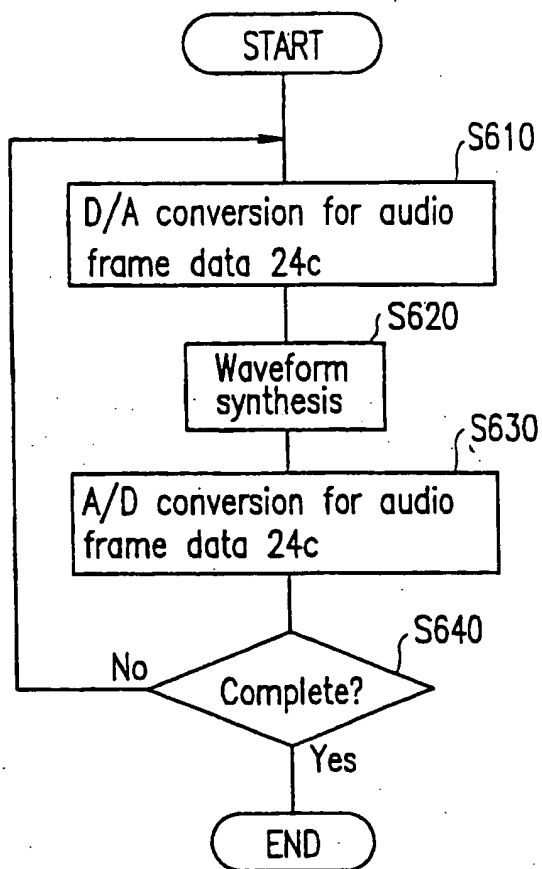 START
S610
D/A conversion for audio
frame data 24c
S620
Waveform
synthesis
S630
A/D conversion for audio
frame data 24c
S640
No
Complete?
Yes
END